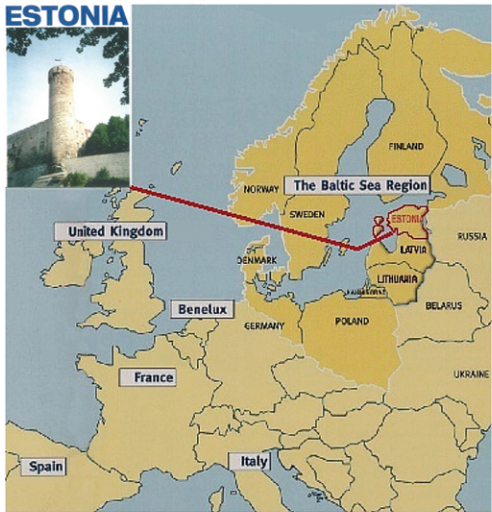 ESTONIA
FINLAND
NORWAY
The Baltic Sea Region
SWEDEN
ESTONIA
United Kingdom
RUSSIA
LATVIA
DENMARK
LITHUANIA
Benelux
BELARUS
GERMANY
POLAND
France
UKRAINE
Spain
Italy